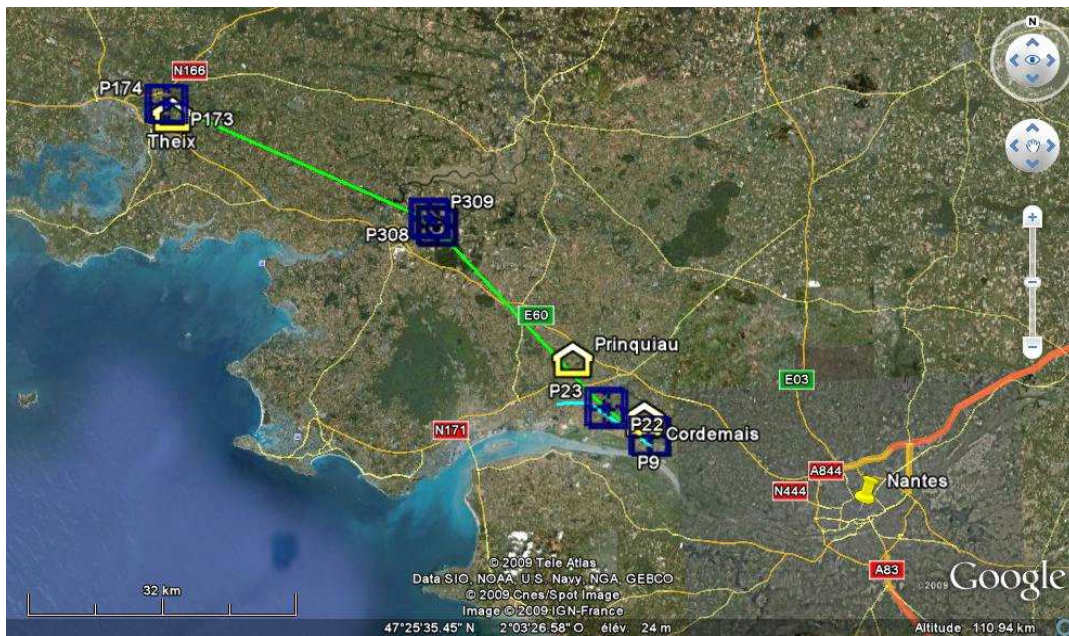 N
N166
P174
P173
Theix
P309
P308
E60
Prinquiau
P23
E03
P22
Cordemais
N171
P9
A844
Nantes
N444
A83
© 2009 Tele Atlas
Data SIO, NOAA, U.S. Navy, NGA, GEBCO
© 2009 Cnes/Spot Image
Image © 2009 IGN-France
©2009 Google
32 km
47°25'35.45" N 2°03'26.58" O élév. 24 m
Altitude 110.94 km